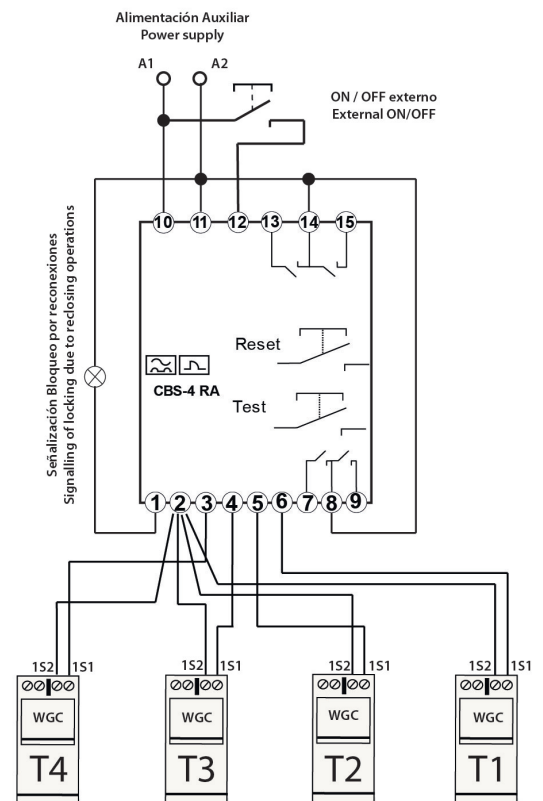 Alimentación Auxiliar
Power supply
A1
A2
ON / OFF externo
External ON/OFF
10
11
12
13
14
15
Señalización Bloqueo por reconexiones
Signalling of locking due to reclosing operations
Reset
CBS-4 RA
Test
1
2
3
4
5
6
7
8
9
1S2
1S1
1S2
1S1
1S2
1S1
1S2
1S1
WGC
WGC
WGC
WGC
T4
T3
T2
T1